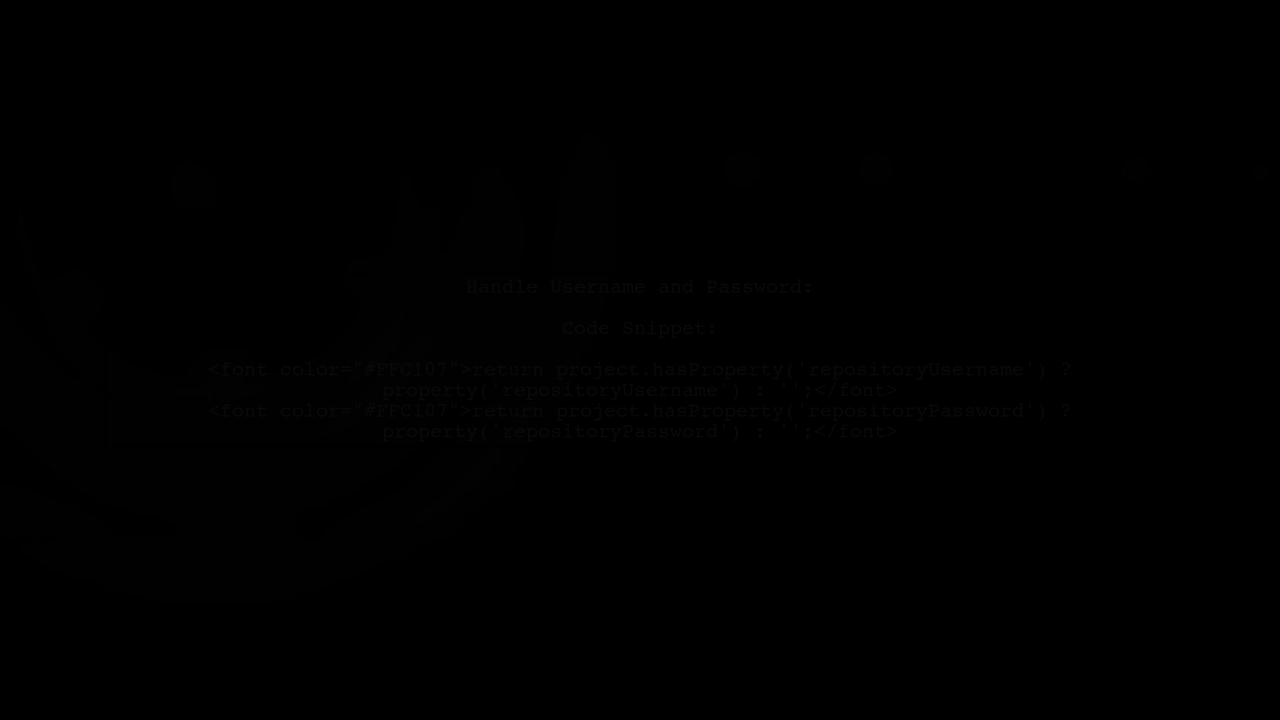 Handle Username and Password:
Code Snippet:
<font color="#FFC107">return project.hasProperty('repositoryUsername') ?
property('repositoryUsername') : '';</font>
<font color="#FFC107">return project.hasProperty('repositoryPassword') ?
property('repositoryPassword') : '';</font>